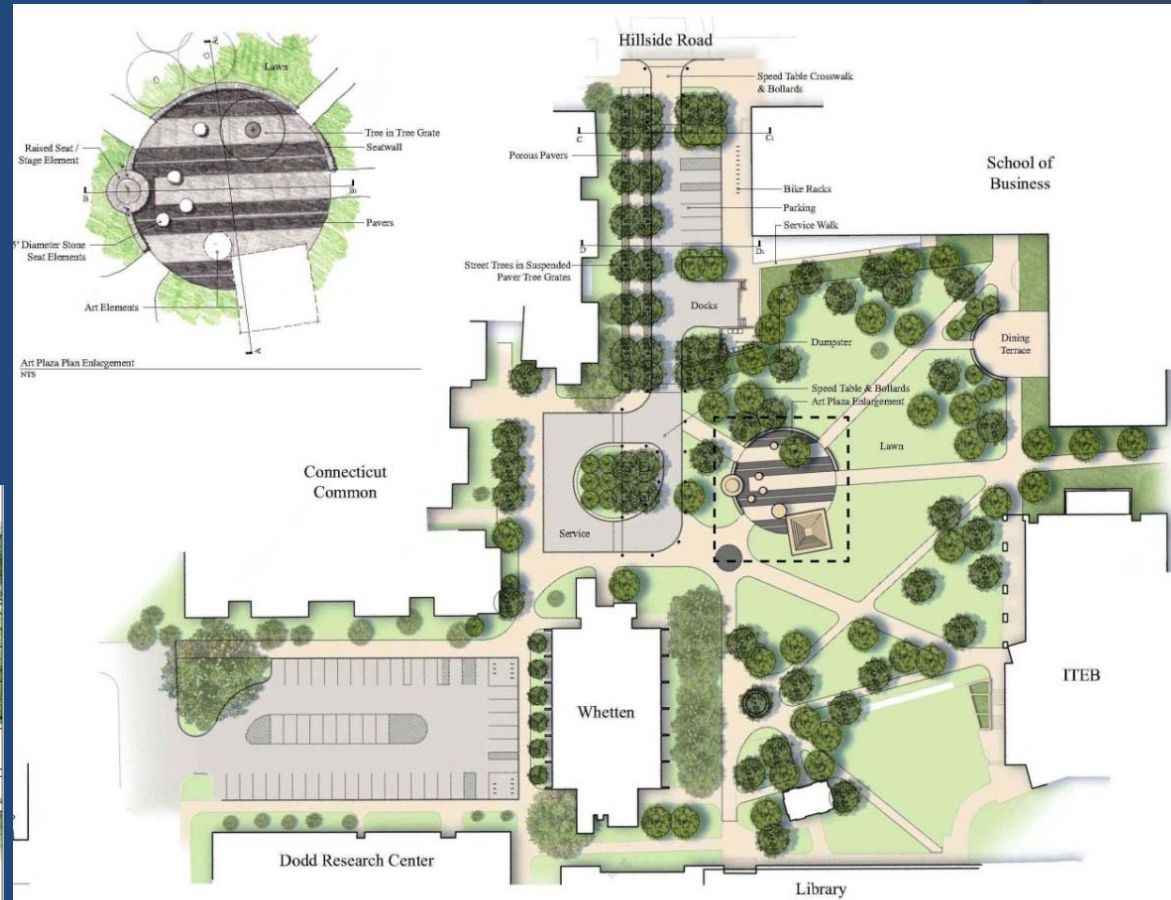 Lawn
Tree in Tree Grate
Seatwall
Raised Seat /
Stage Element
B
B1
Pavers
5' Diameter Stone
Seat Elements
Art Elements
Art Plaza Plan Enlargement
NTS
Hillside Road
Speed Table Crosswalk
& Bollards
C
C1
Porous Pavers
School of
Business
Bike Racks
Parking
Service Walk
D
D1
Street Trees in Suspended
Paver Tree Grates
Docks
Dumpster
Dining
Terrace
Speed Table & Bollards
Art Plaza Enlargement
Lawn
Connecticut
Common
Service
Whetten
ITEB
Dodd Research Center
Library